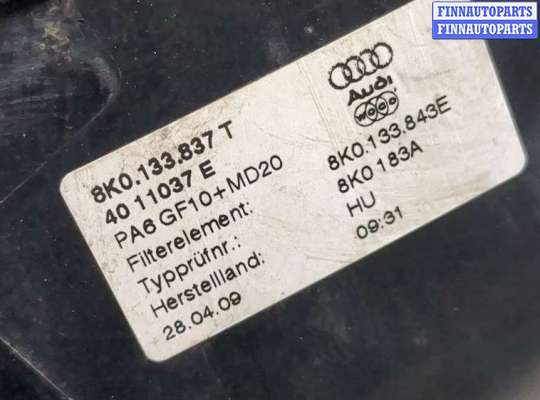 FINNAUTOPARTS
FINNAUTOPARTS
Audi
8K0.133.837 T
40 11037 E
PA6 GF10+MD20
Filterelement: 8K0.133.843E
Typprüfnr.: 8K0 183A
Herstellland: HU
28.04.09 09:31